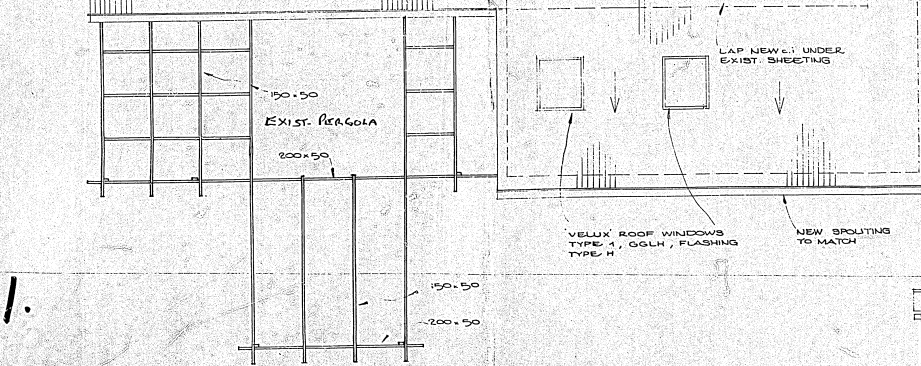 LAP NEW C.I UNDER
EXIST. SHEETING
150×50
EXIST. PERGOLA
200×50
'VELUX' ROOF WINDOWS
TYPE 1, GGLH, FLASHING
TYPE H
NEW SPOUTING
TO MATCH
150×50
200×50
1.